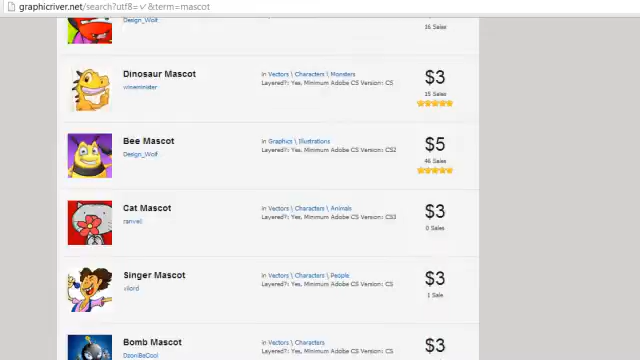 graphicriver.net/search?utf8=✓&term=mascot
Design_Wolf
16 Sales
Dinosaur Mascot
wineminister
in Vectors \ Characters \ Monsters
Layered?: Yes, Minimum Adobe CS Version: CS
$3
15 Sales
Bee Mascot
Design_Wolf
in Graphics \ Illustrations
Layered?: Yes, Minimum Adobe CS Version: CS2
$5
46 Sales
Cat Mascot
in Vectors \ Characters \ Animals
Layered?: Yes, Minimum Adobe CS Version: CS3
$3
0 Sales
Singer Mascot
vilord
in Vectors \ Characters \ People
Layered?: Yes, Minimum Adobe CS Version: CS
$3
1 Sale
Bomb Mascot
DzoniBeCool
in Vectors \ Characters
Layered?: Yes, Minimum Adobe CS Version: CS
$3